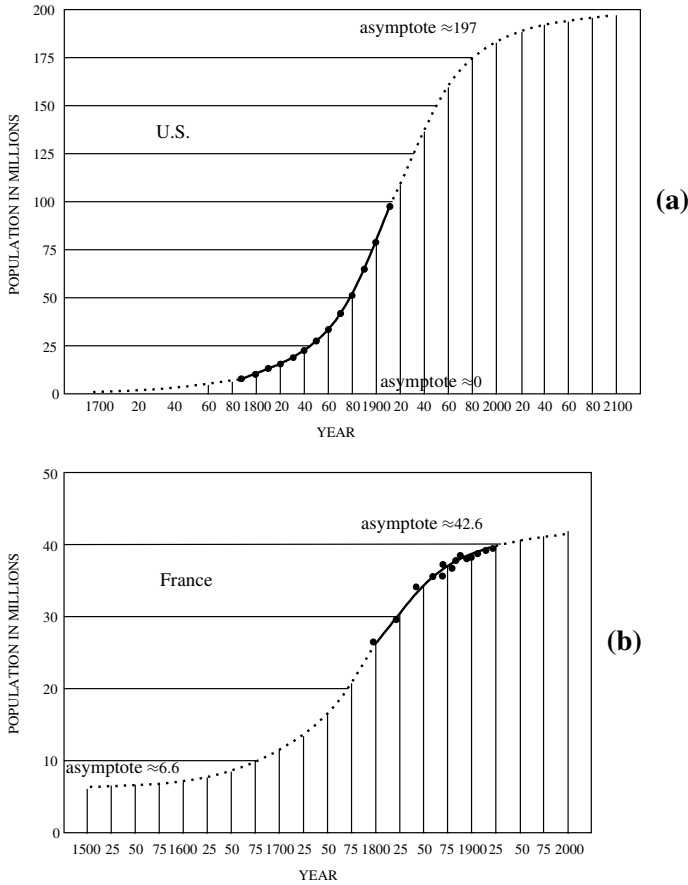 200
asymptote ≈197
175
150
U.S.
125
100
75
50
25
asymptote ≈0
0
1700 20 40 60 80 1800 20 40 60 80 1900 20 40 60 80 2000 20 40 60 80 2100
YEAR
POPULATION IN MILLIONS
(a)
50
asymptote ≈42.6
40
France
30
20
10
asymptote ≈6.6
0
1500 25 50 75 1600 25 50 75 1700 25 50 75 1800 25 50 75 1900 25 50 75 2000
YEAR
POPULATION IN MILLIONS
(b)